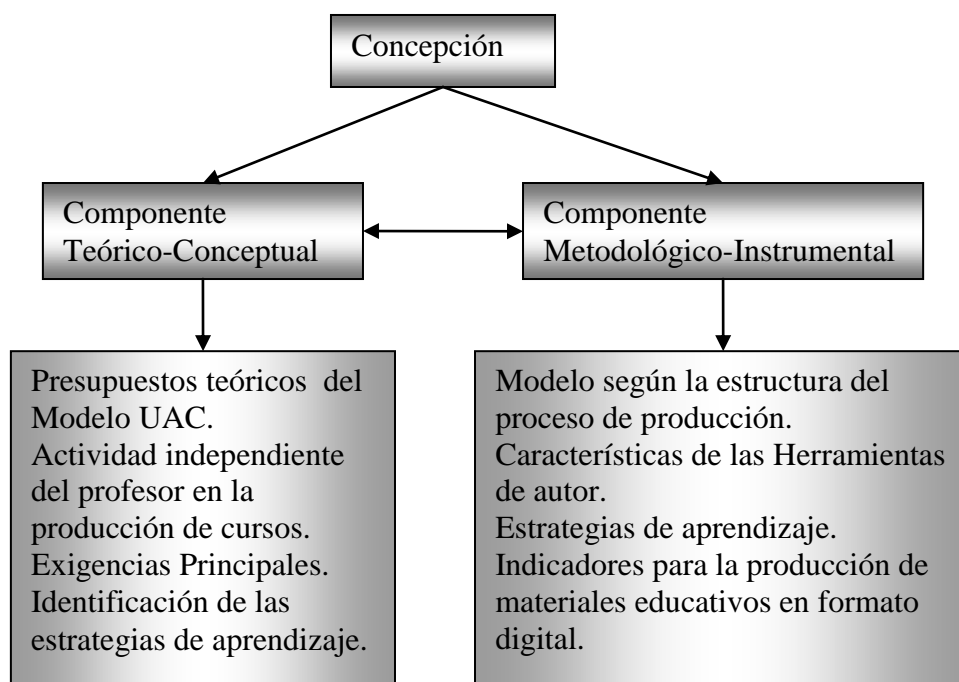 Concepción
Componente
Teórico-Conceptual
Componente
Metodológico-Instrumental
Presupuestos teóricos del
Modelo UAC.
Actividad independiente
del profesor en la
producción de cursos.
Exigencias Principales.
Identificación de las
estrategias de aprendizaje.
Modelo según la estructura del
proceso de producción.
Características de las Herramientas
de autor.
Estrategias de aprendizaje.
Indicadores para la producción de
materiales educativos en formato
digital.